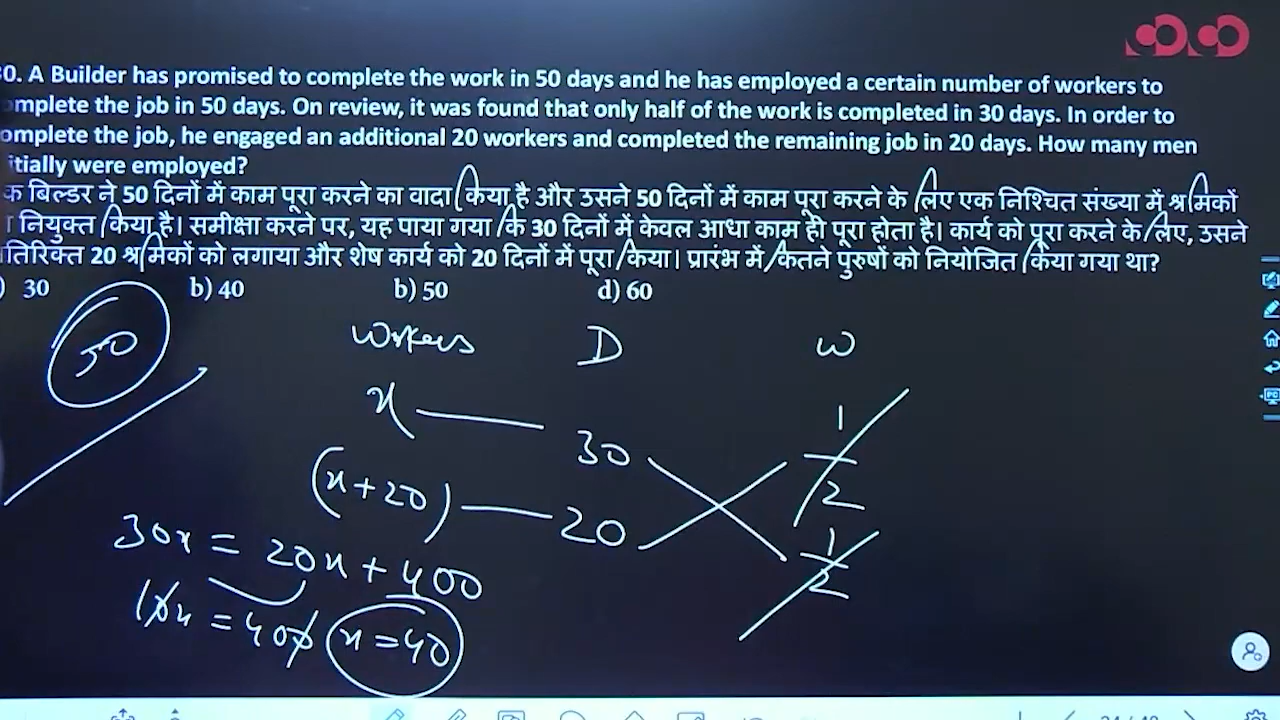 0. A Builder has promised to complete the work in 50 days and he has employed a certain number of workers to
omplete the job in 50 days. On review, it was found that only half of the work is completed in 30 days. In order to
omplete the job, he engaged an additional 20 workers and completed the remaining job in 20 days. How many men
itially were employed?
क बिल्डर ने 50 दिनों में काम पूरा करने का वादा किया है और उसने 50 दिनों में काम पूरा करने के लिए एक निश्चित संख्या में श्रमिकों
नियुक्त किया है। समीक्षा करने पर, यह पाया गया कि 30 दिनों में केवल आधा काम ही पूरा होता है। कार्य को पूरा करने के लिए, उसने
तिरिक्त 20 श्रमिकों को लगाया और शेष कार्य को 20 दिनों में पूरा किया। प्रारंभ में कितने पुरुषों को नियोजित किया गया था?
) 30 b) 40 b) 50 d) 60
50
Workers D W
x 30 1/2
(x+20) 20 1/2
30x = 20x + 400
10x = 400 x = 40